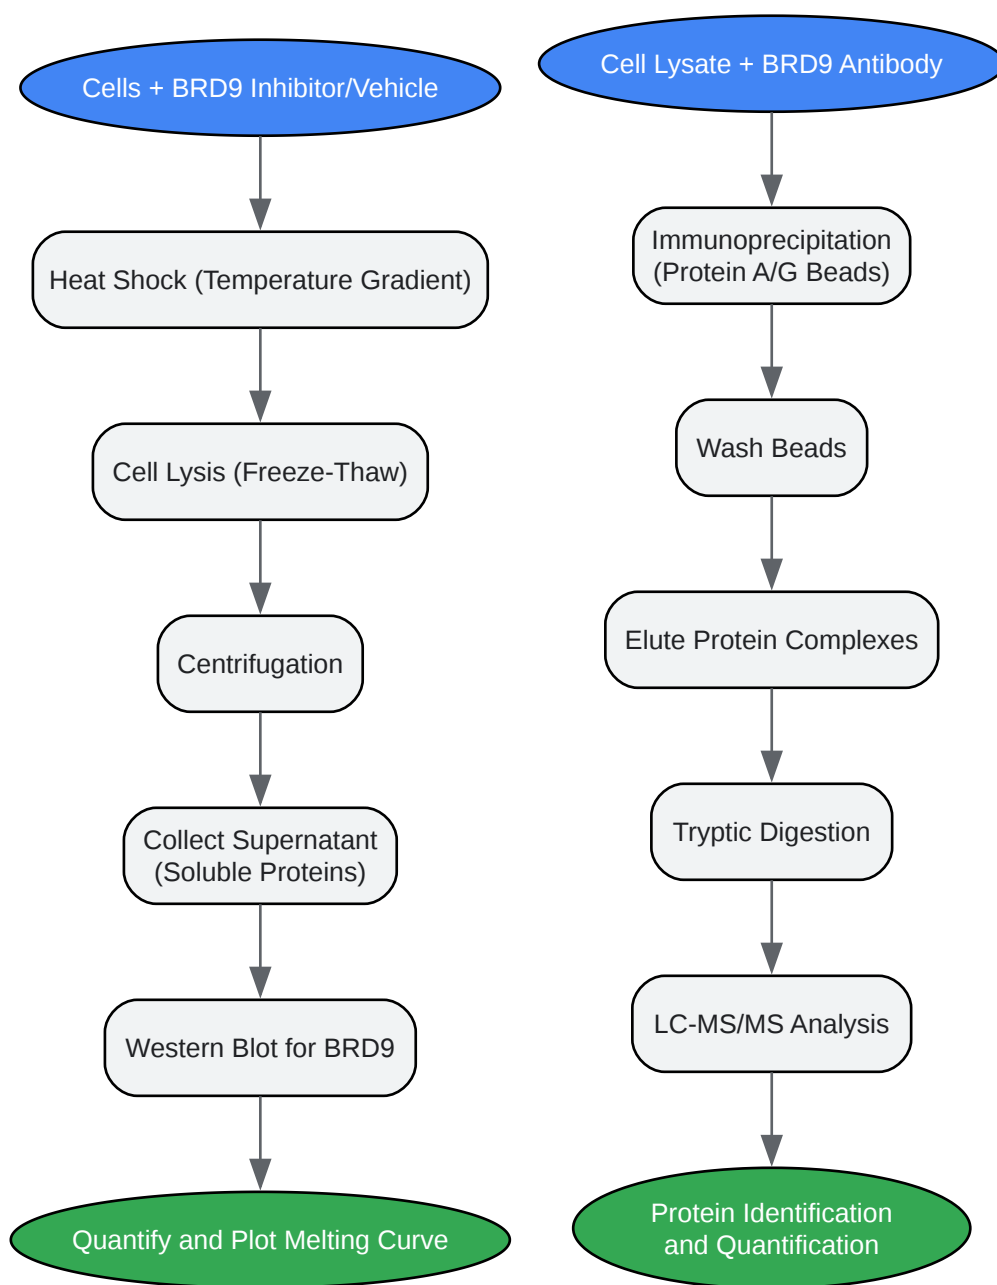 Cells + BRD9 Inhibitor/Vehicle
Heat Shock (Temperature Gradient)
Cell Lysis (Freeze-Thaw)
Centrifugation
Collect Supernatant
(Soluble Proteins)
Western Blot for BRD9
Quantify and Plot Melting Curve
Cell Lysate + BRD9 Antibody
Immunoprecipitation
(Protein A/G Beads)
Wash Beads
Elute Protein Complexes
Tryptic Digestion
LC-MS/MS Analysis
Protein Identification
and Quantification